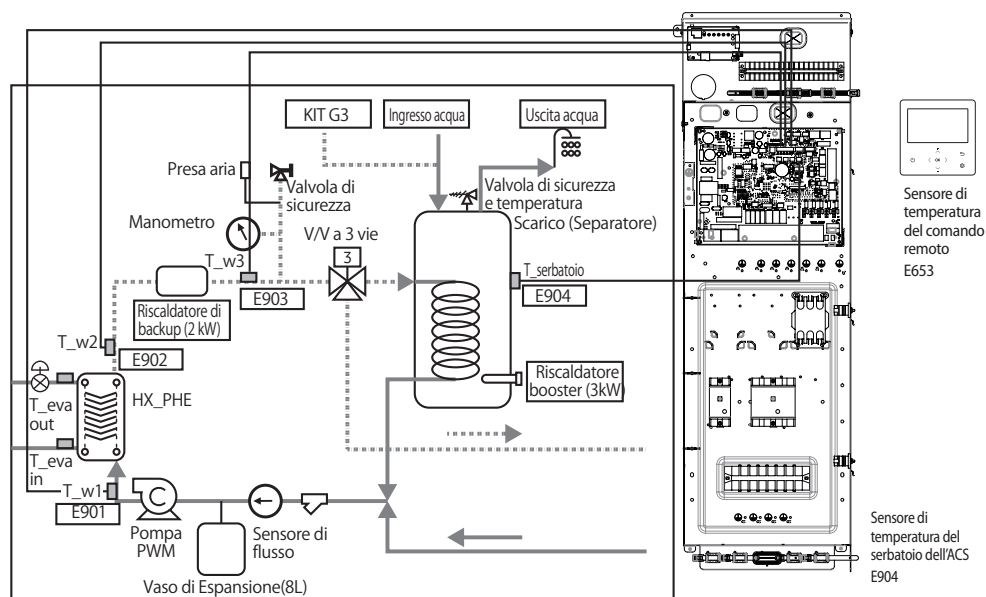 KIT G3
Ingresso acqua
Uscita acqua
Presa aria
Valvola di
sicurezza
Valvola di sicurezza
e temperatura
Scarico (Separatore)
Manometro
V/V a 3 vie
3
T_w3
E903
T_serbatoio
E904
Riscaldatore di
backup (2 kW)
T_w2
E902
Riscaldatore
booster (3kW)
HX_PHE
T_eva
out
T_eva
in
T_w1
E901
C
Pompa
PWM
Sensore di
flusso
Vaso di Espansione(8L)
Sensore di
temperatura
del comando
remoto
E653
OK
Sensore di
temperatura del
serbatoio dell'ACS
E904